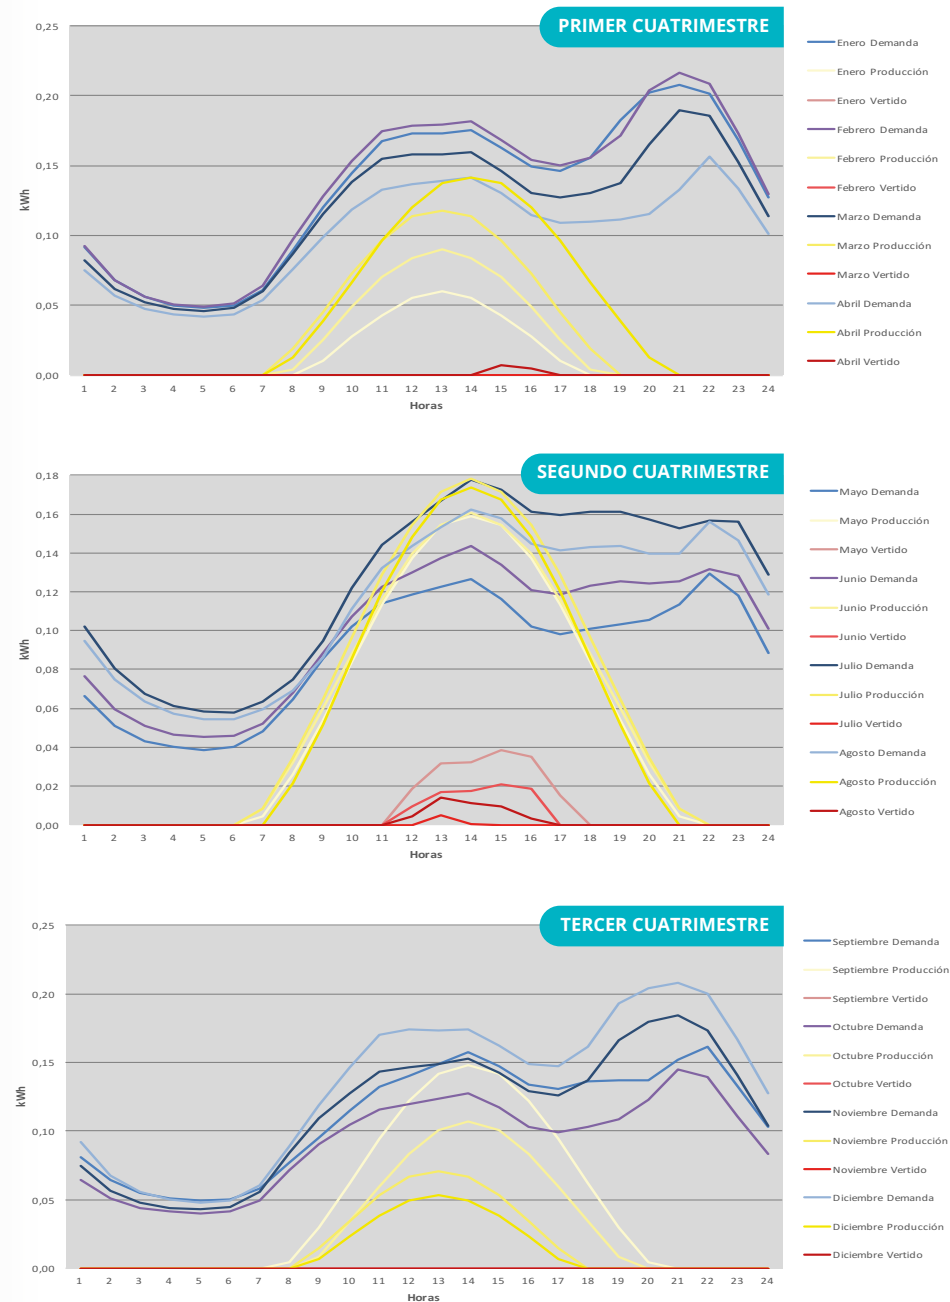 PRIMER CUATRIMESTRE
0,25
0,20
0,15
0,10
0,05
0,00
kWh
1 2 3 4 5 6 7 8 9 10 11 12 13 14 15 16 17 18 19 20 21 22 23 24
Horas
Enero Demanda
Enero Producción
Enero Vertido
Febrero Demanda
Febrero Producción
Febrero Vertido
Marzo Demanda
Marzo Producción
Marzo Vertido
Abril Demanda
Abril Producción
Abril Vertido
SEGUNDO CUATRIMESTRE
0,18
0,16
0,14
0,12
0,10
0,08
0,06
0,04
0,02
0,00
kWh
1 2 3 4 5 6 7 8 9 10 11 12 13 14 15 16 17 18 19 20 21 22 23 24
Horas
Mayo Demanda
Mayo Producción
Mayo Vertido
Junio Demanda
Junio Producción
Junio Vertido
Julio Demanda
Julio Producción
Julio Vertido
Agosto Demanda
Agosto Producción
Agosto Vertido
TERCER CUATRIMESTRE
0,25
0,20
0,15
0,10
0,05
0,00
kWh
1 2 3 4 5 6 7 8 9 10 11 12 13 14 15 16 17 18 19 20 21 22 23 24
Horas
Septiembre Demanda
Septiembre Producción
Septiembre Vertido
Octubre Demanda
Octubre Producción
Octubre Vertido
Noviembre Demanda
Noviembre Producción
Noviembre Vertido
Diciembre Demanda
Diciembre Producción
Diciembre Vertido